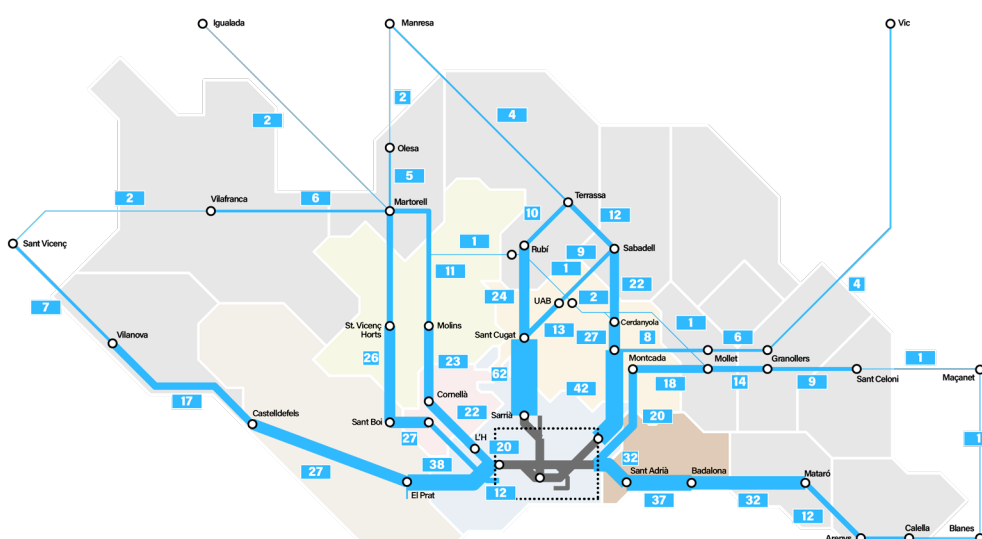 Igualada
Manresa
Vic
2
4
2
Olesa
5
Martorell
Terrassa
Vilafranca
2
6
10
12
Sant Vicenç
1
Rubí
9
Sabadell
1
11
4
22
24
UAB
2
7
13
27
Cerdanyola
1
St. Vicenç
Horts
Molins
Vilanova
Sant Cugat
8
6
26
23
Montcada
Mollet
Granollers
1
62
18
14
9
Sant Celoni
Maçanet
42
17
Cornellà
Castelldefels
22
Sarrià
20
Sant Boi
27
L'H
20
1
38
32
27
Sant Adrià
Badalona
Mataró
El Prat
12
37
32
12
Calella
Blanes
Arenys